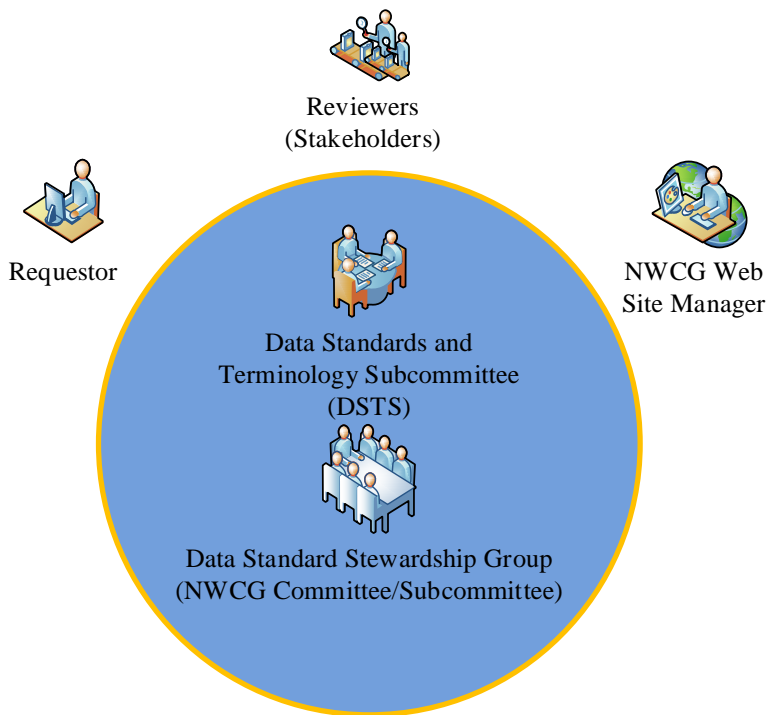 Reviewers
(Stakeholders)
Requestor
NWCG Web
Site Manager
Data Standards and
Terminology Subcommittee
(DSTS)
Data Standard Stewardship Group
(NWCG Committee/Subcommittee)